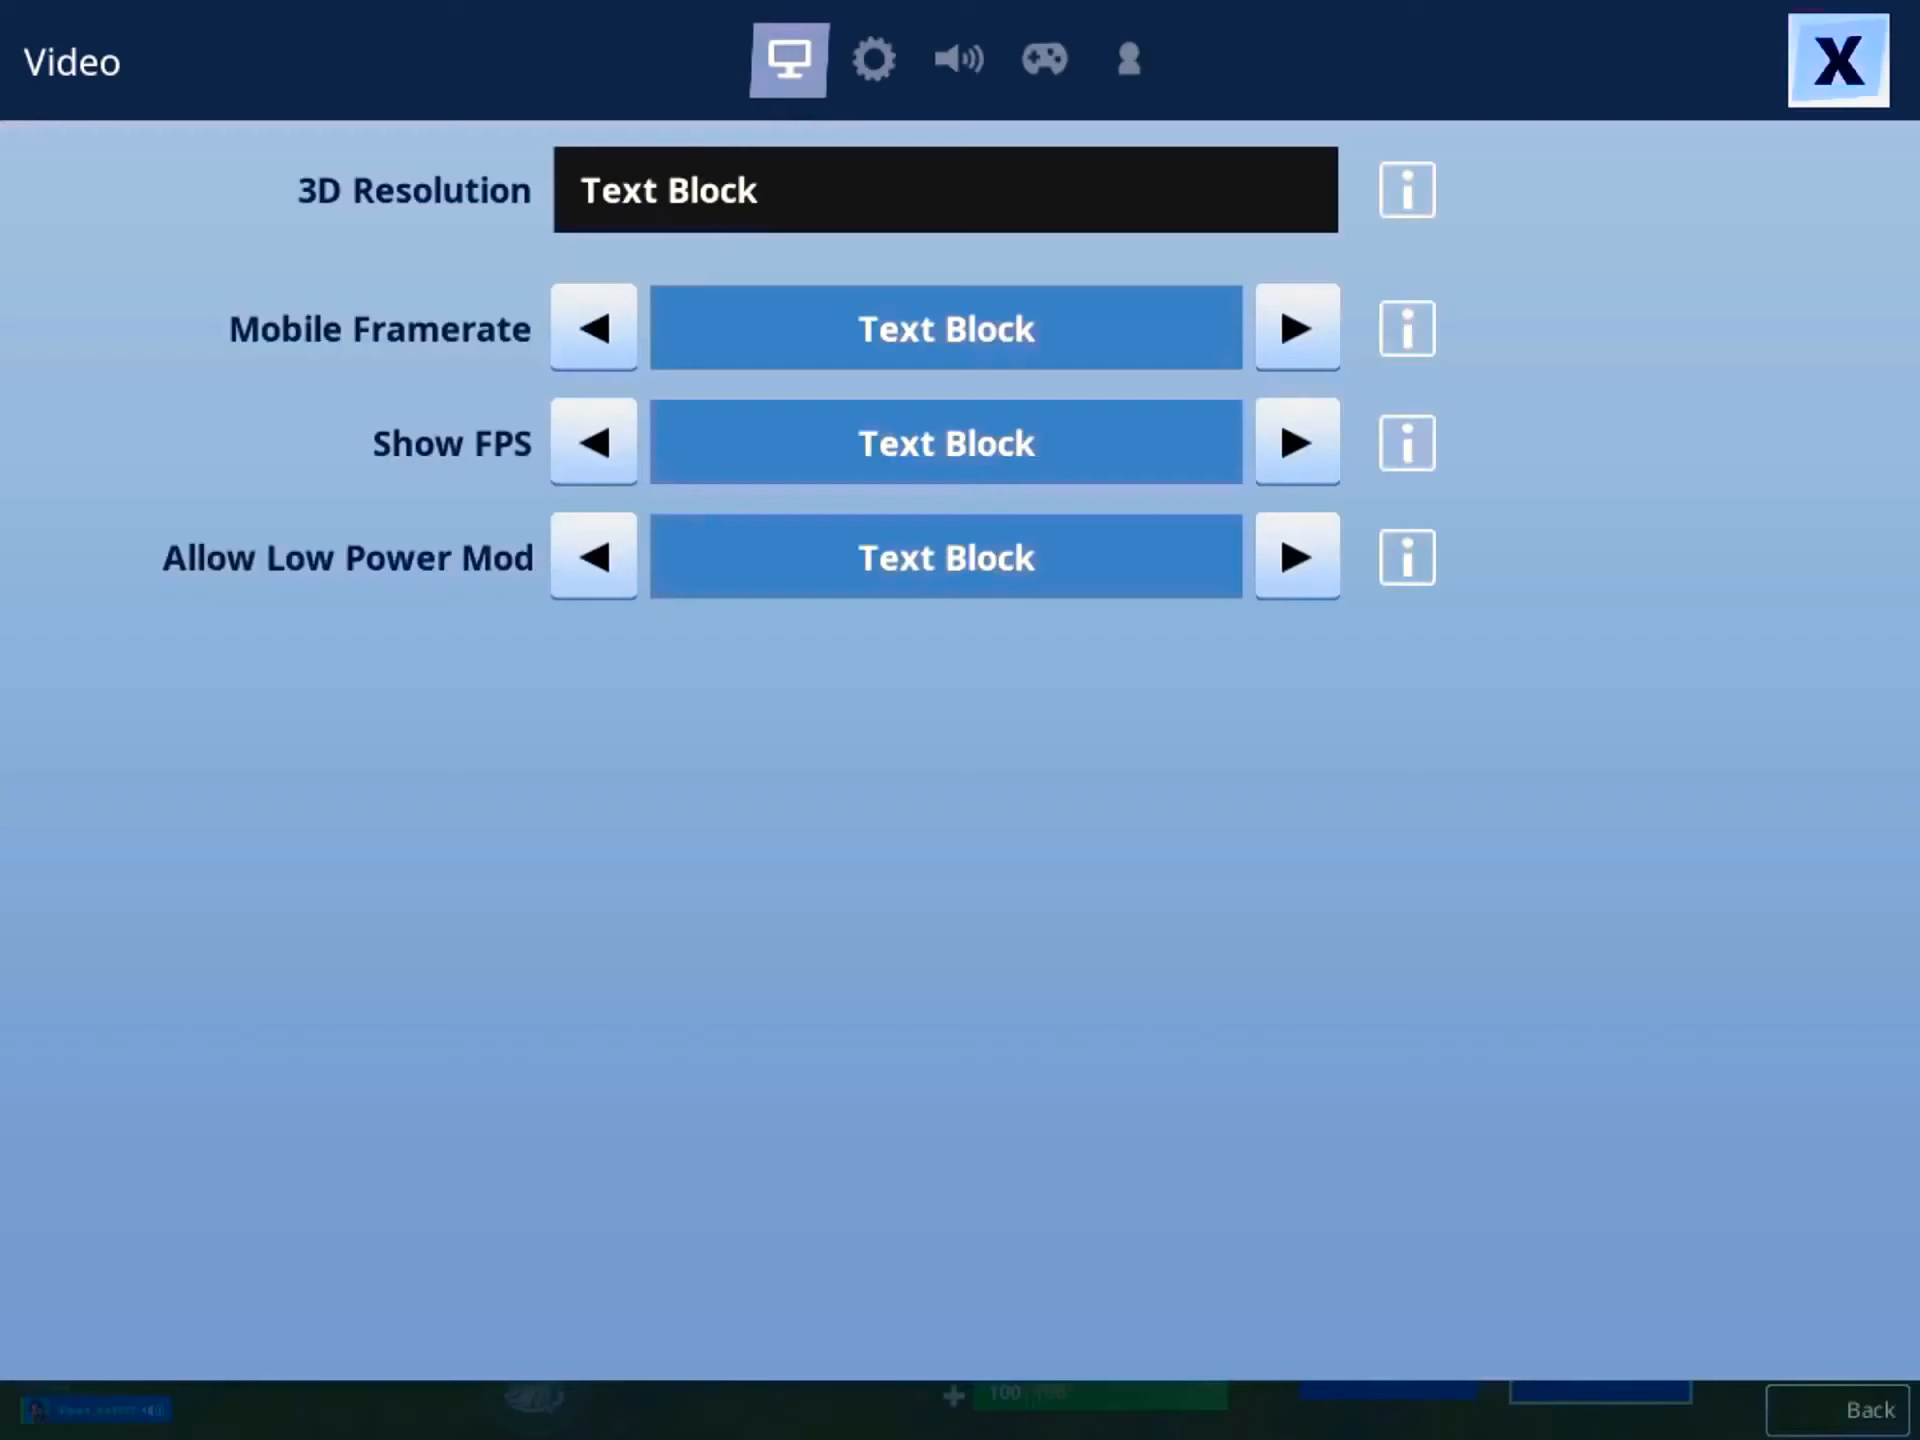 Video
X
3D Resolution
Text Block
Mobile Framerate
Text Block
Show FPS
Text Block
Allow Low Power Mod
Text Block
100
Back